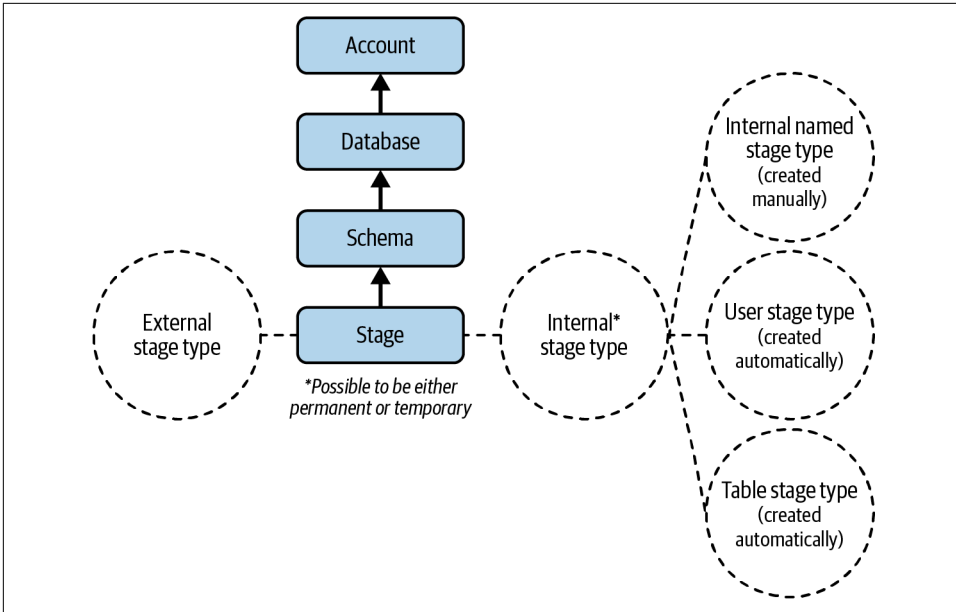 Account
Database
Schema
Stage
*Possible to be either
permanent or temporary
External
stage type
Internal*
stage type
Internal named
stage type
(created
manually)
User stage type
(created
automatically)
Table stage type
(created
automatically)